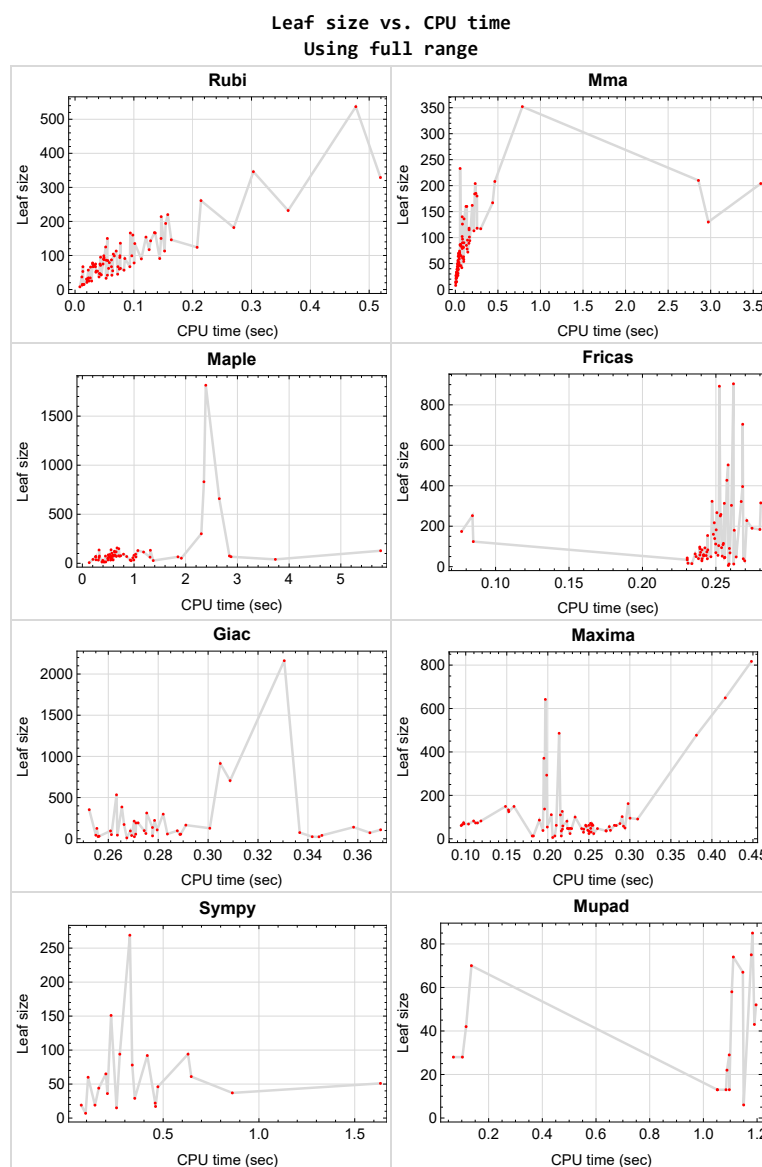 Leaf size vs. CPU time
Using full range
Rubi
Leaf size
500
400
300
200
100
0
0.0 0.1 0.2 0.3 0.4 0.5
CPU time (sec)
Mma
Leaf size
350
300
250
200
150
100
50
0
0.0 0.5 1.0 1.5 2.0 2.5 3.0 3.5
CPU time (sec)
Maple
Leaf size
1500
1000
500
0
0 1 2 3 4 5
CPU time (sec)
Fricas
Leaf size
800
600
400
200
0
0.10 0.15 0.20 0.25
CPU time (sec)
Giac
Leaf size
2000
1500
1000
500
0
0.26 0.28 0.30 0.32 0.34 0.36
CPU time (sec)
Maxima
Leaf size
800
600
400
200
0
0.10 0.15 0.20 0.25 0.30 0.35 0.40 0.45
CPU time (sec)
Sympy
Leaf size
250
200
150
100
50
0
0.5 1.0 1.5
CPU time (sec)
Mupad
Leaf size
80
60
40
20
0
0.2 0.4 0.6 0.8 1.0 1.2
CPU time (sec)